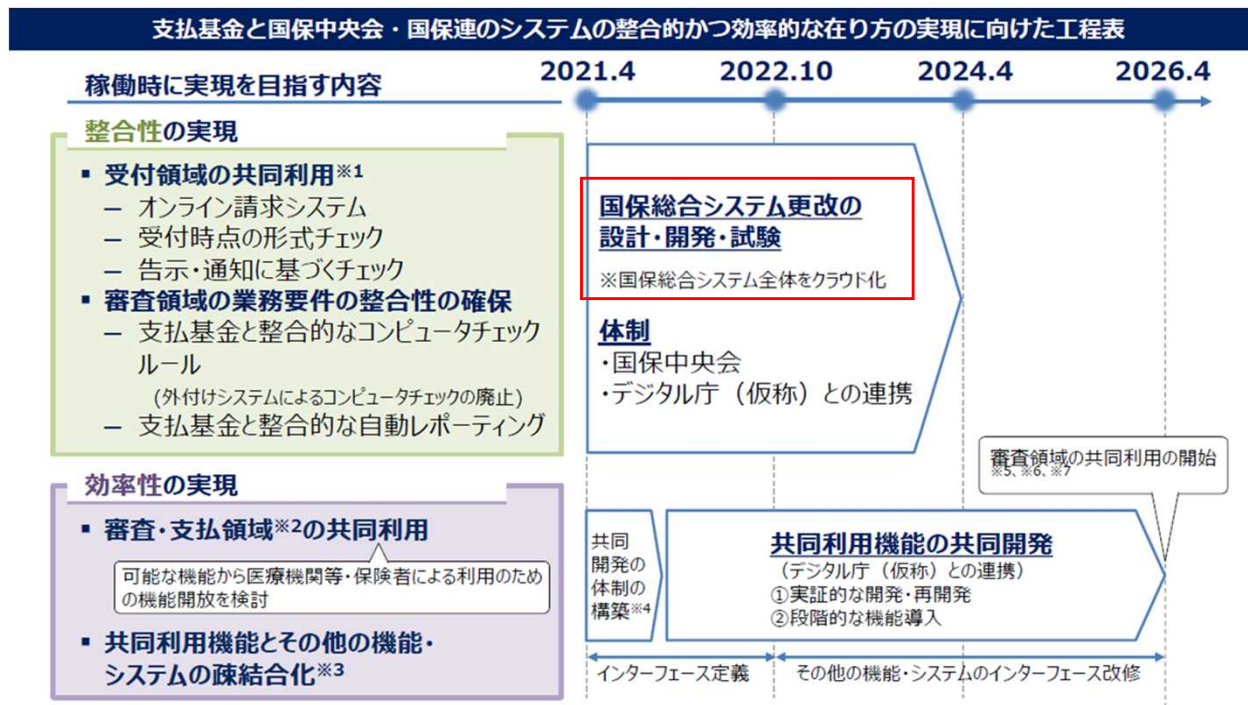 支払基金と国保中央会・国保連のシステムの整合的かつ効率的な在り方の実現に向けた工程表
稼働時に実現を目指す内容
2021.4
2022.10
2024.4
2026.4
整合性の実現
▪ 受付領域の共同利用※1
– オンライン請求システム
– 受付時点の形式チェック
– 告示・通知に基づくチェック
▪ 審査領域の業務要件の整合性の確保
– 支払基金と整合的なコンピュータチェック
ルール
(外付けシステムによるコンピュータチェックの廃止)
– 支払基金と整合的な自動レポーティング
国保総合システム更改の
設計・開発・試験
※国保総合システム全体をクラウド化
体制
・国保中央会
・デジタル庁（仮称）との連携
審査領域の共同利用の開始
※5、※6、※7
効率性の実現
▪ 審査・支払領域※2の共同利用
可能な機能から医療機関等・保険者による利用のため
の機能開放を検討
▪ 共同利用機能とその他の機能・
システムの疎結合化※3
共同
開発の
体制の
構築※4
共同利用機能の共同開発
（デジタル庁（仮称）との連携）
①実証的な開発・再開発
②段階的な機能導入
インターフェース定義
その他の機能・システムのインターフェース改修